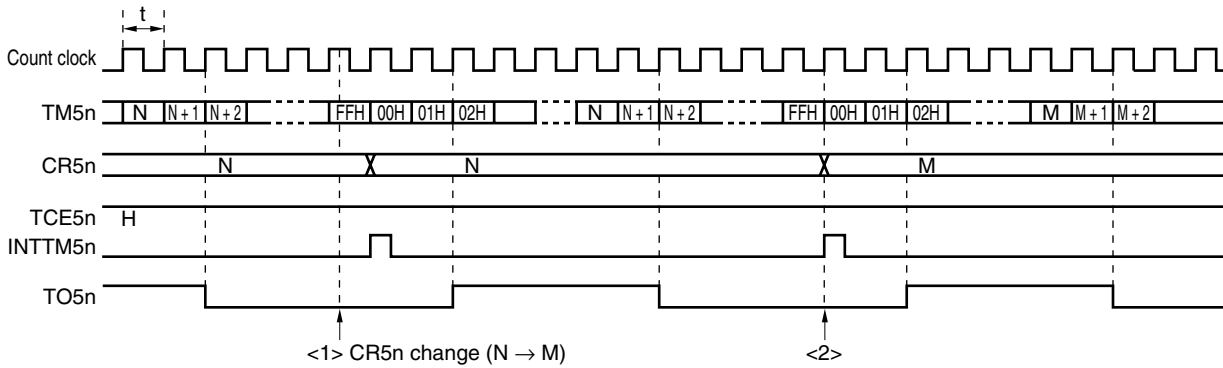 t
Count clock
TM5n N N + 1 N + 2 FFH 00H 01H 02H N N + 1 N + 2 FFH 00H 01H 02H M M + 1 M + 2
CR5n N N M
TCE5n H
INTTM5n
TO5n
<1> CR5n change (N → M) <2>